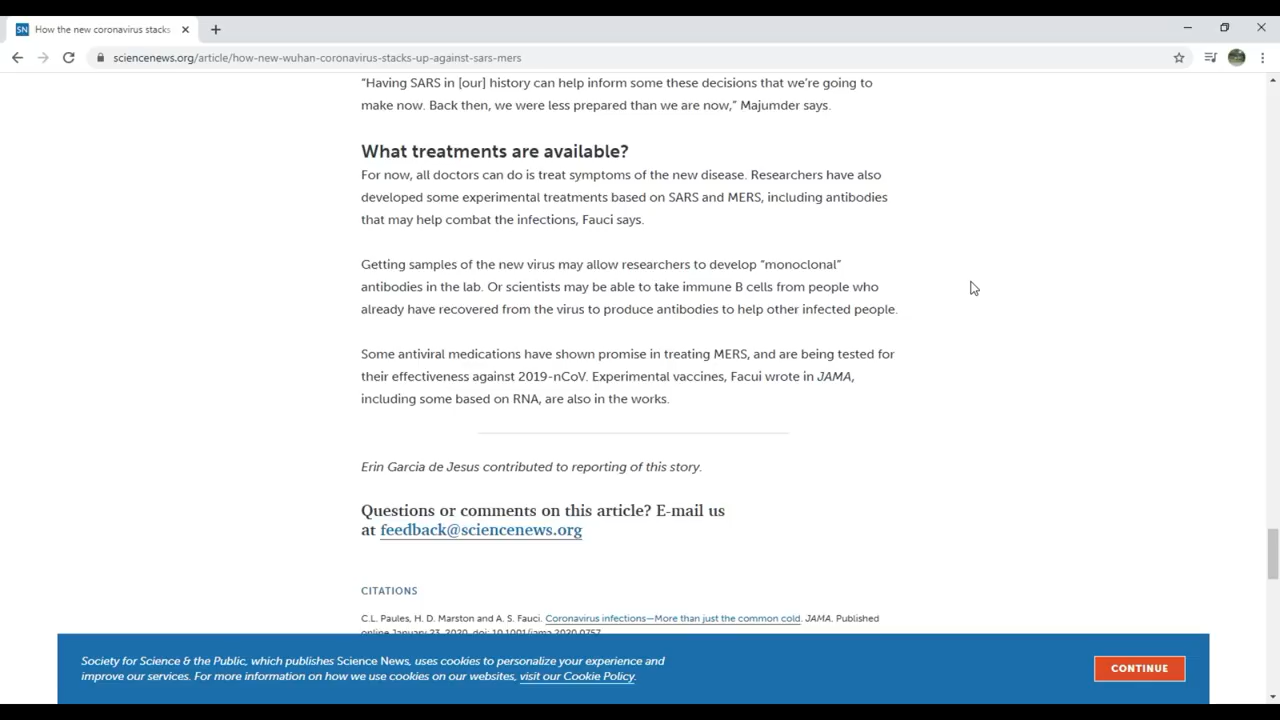 SN How the new coronavirus stacks
sciencenews.org/article/how-new-wuhan-coronavirus-stacks-up-against-sars-mers
“Having SARS in [our] history can help inform some these decisions that we’re going to
make now. Back then, we were less prepared than we are now,” Majumder says.
What treatments are available?
For now, all doctors can do is treat symptoms of the new disease. Researchers have also
developed some experimental treatments based on SARS and MERS, including antibodies
that may help combat the infections, Fauci says.
Getting samples of the new virus may allow researchers to develop “monoclonal”
antibodies in the lab. Or scientists may be able to take immune B cells from people who
already have recovered from the virus to produce antibodies to help other infected people.
Some antiviral medications have shown promise in treating MERS, and are being tested for
their effectiveness against 2019-nCoV. Experimental vaccines, Facui wrote in JAMA,
including some based on RNA, are also in the works.
Erin Garcia de Jesus contributed to reporting of this story.
Questions or comments on this article? E-mail us
at feedback@sciencenews.org
CITATIONS
C.L. Paules, H. D. Marston and A. S. Fauci. Coronavirus infections—More than just the common cold. JAMA. Published
online January 23, 2020. doi: 10.1001/jama.2020.0757.
Society for Science & the Public, which publishes Science News, uses cookies to personalize your experience and
improve our services. For more information on how we use cookies on our websites, visit our Cookie Policy.
CONTINUE